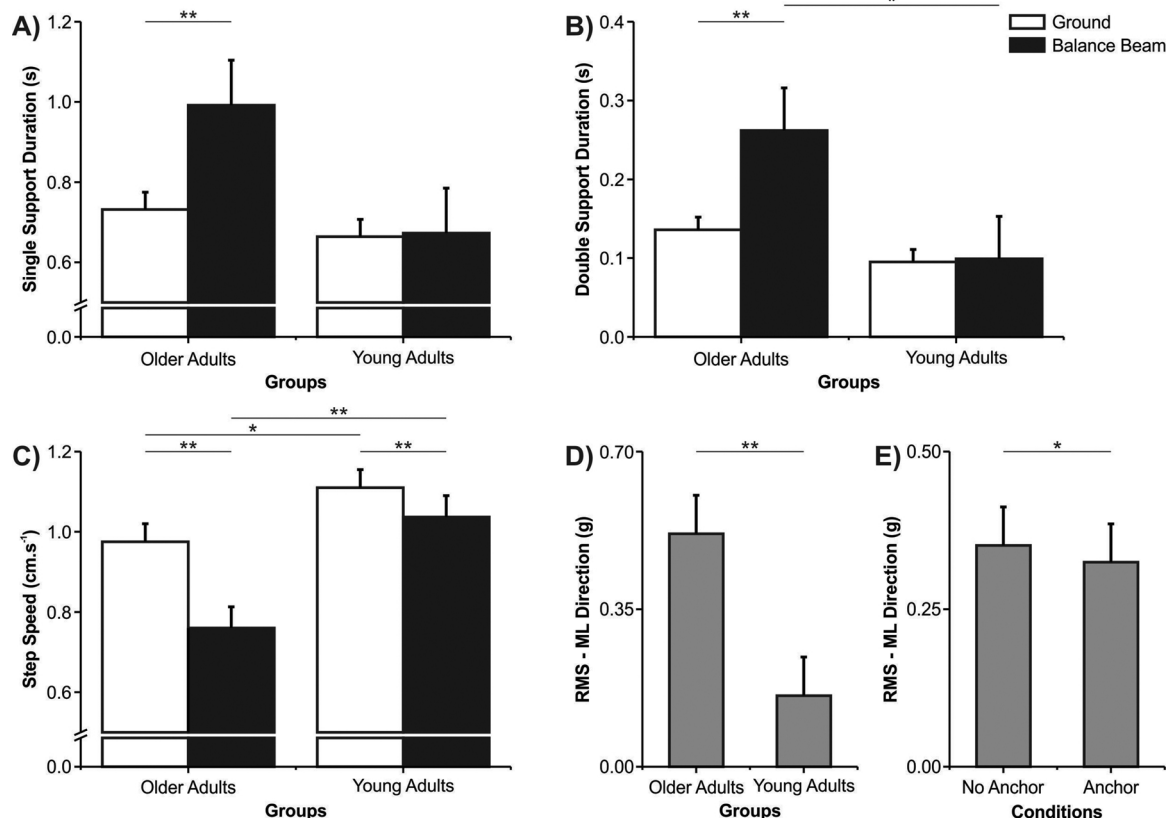 A)
Single Support Duration (s)
1.2
1.0
0.8
0.6
0.0
**
Older Adults
Young Adults
Groups
B)
Double Support Duration (s)
0.4
0.3
0.2
0.1
0.0
**
Older Adults
Young Adults
Groups
Ground
Balance Beam
C)
Step Speed (cm.s⁻¹)
1.2
1.0
0.8
0.6
0.0
**
*
**
**
Older Adults
Young Adults
Groups
D)
RMS - ML Direction (g)
0.70
0.35
0.00
**
Older Adults
Young Adults
Groups
E)
RMS - ML Direction (g)
0.50
0.25
0.00
*
No Anchor
Anchor
Conditions